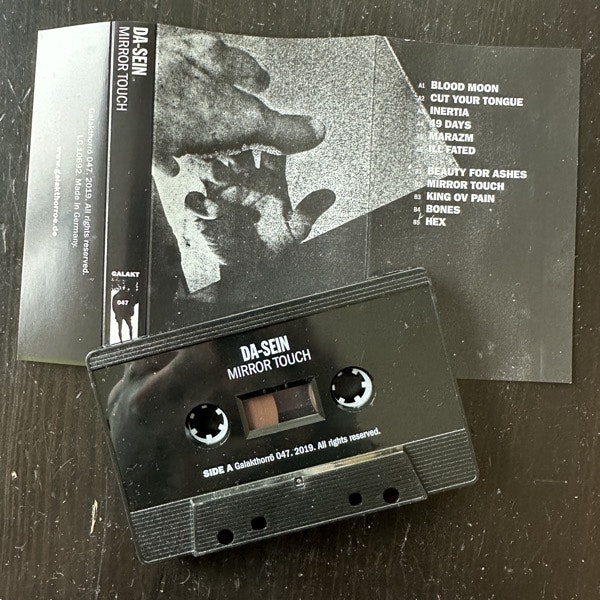 DA-SEIN
MIRROR TOUCH
Galakthorrö 047. 2019. All rights reserved.
LC 10692. Made in Germany.
www.galakthorroe.de
GALAKT
047
A1 BLOOD MOON
A2 CUT YOUR TONGUE
A3 INERTIA
A4 49 DAYS
A5 MARAZM
A6 ILL FATED
B1 BEAUTY FOR ASHES
MIRROR TOUCH
B3 KING OV PAIN
B4 BONES
B5 HEX
DA-SEIN
MIRROR TOUCH
SIDE A Galakthorrö 047. 2019. All rights reserved.